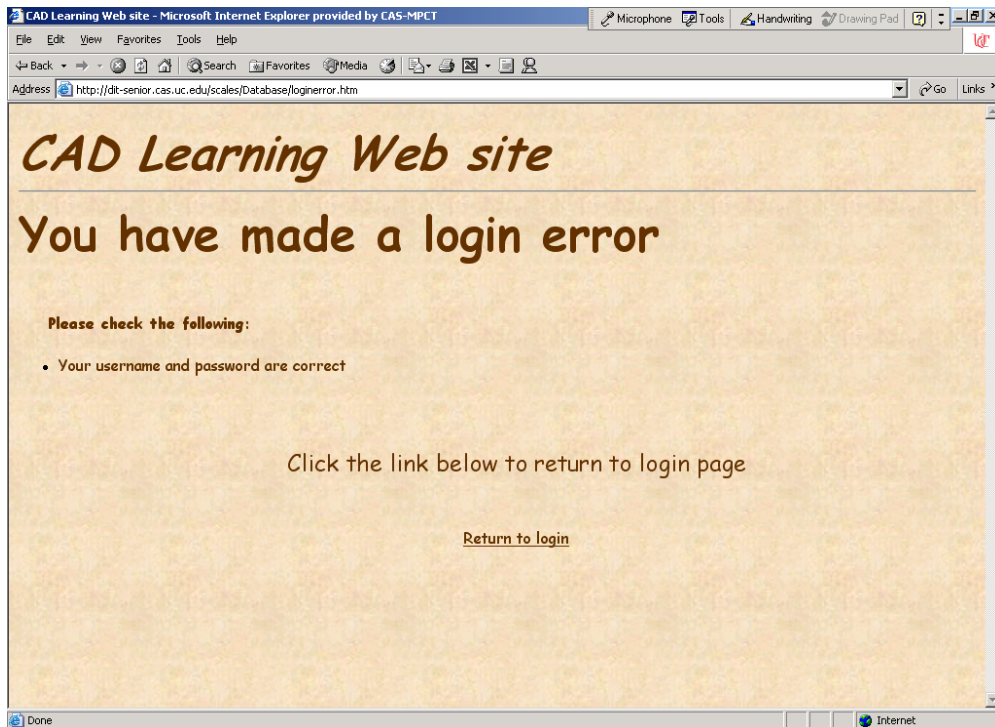 CAD Learning Web site - Microsoft Internet Explorer provided by CAS-MPCT
Microphone Tools Handwriting Drawing Pad
File Edit View Favorites Tools Help
Back Search Favorites Media
Address http://dit-senior.cas.uc.edu/scales/Database/loginerror.htm Go Links
CAD Learning Web site
You have made a login error
Please check the following:
• Your username and password are correct
Click the link below to return to login page
Return to login
Done Internet